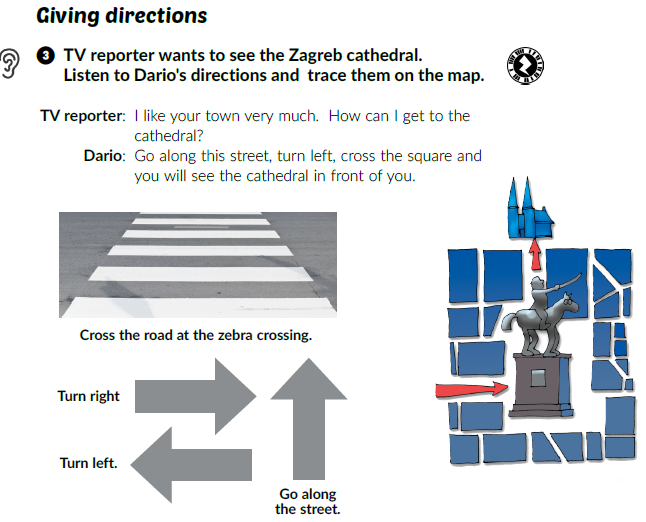 Giving directions
3 TV reporter wants to see the Zagreb cathedral.
Listen to Dario's directions and trace them on the map.
TV reporter: I like your town very much. How can I get to the
cathedral?
Dario: Go along this street, turn left, cross the square and
you will see the cathedral in front of you.
Cross the road at the zebra crossing.
Turn right
Turn left.
Go along
the street.